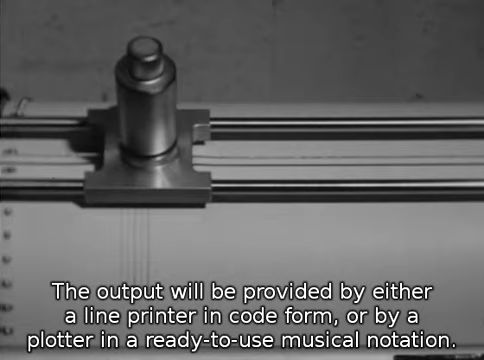 The output will be provided by either
a line printer in code form, or by a
plotter in a ready-to-use musical notation.